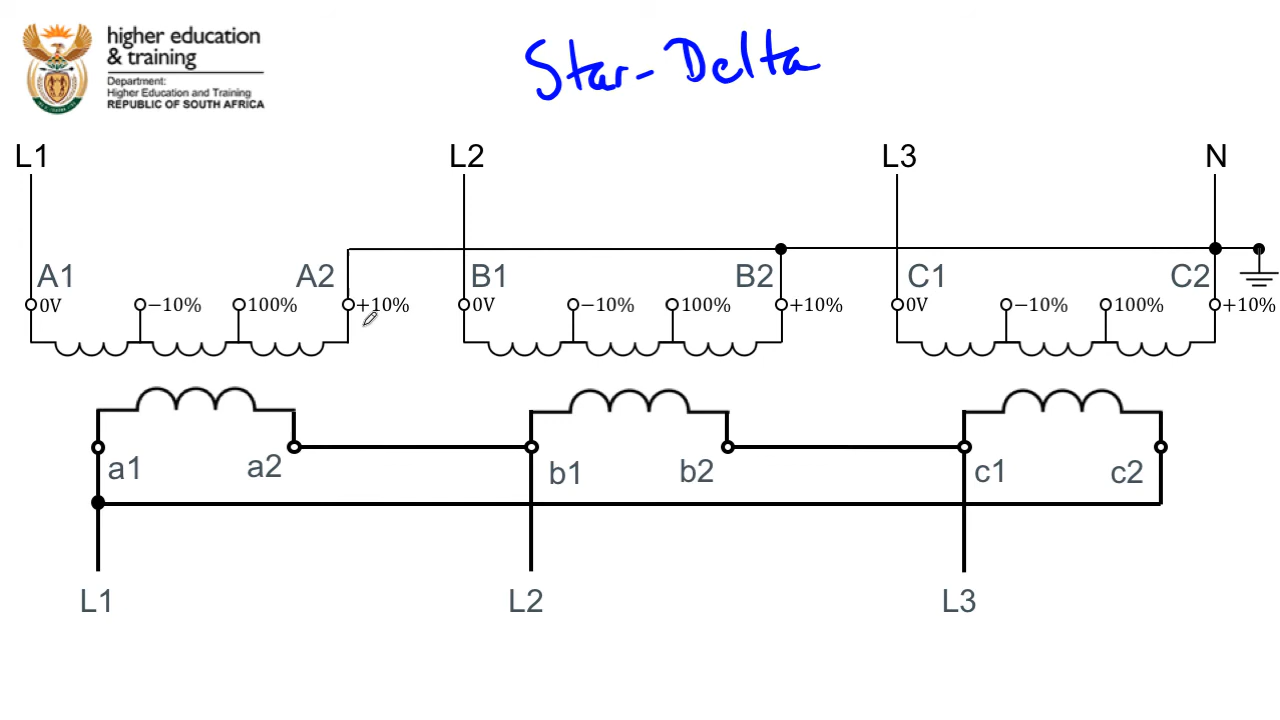 higher education
& training
Department:
Higher Education and Training
REPUBLIC OF SOUTH AFRICA
Star-Delta
L1 L2 L3 N
A1 A2 B1 B2 C1 C2
0V −10% 100% +10% 0V −10% 100% +10% 0V −10% 100% +10%
a1 a2 b1 b2 c1 c2
L1 L2 L3